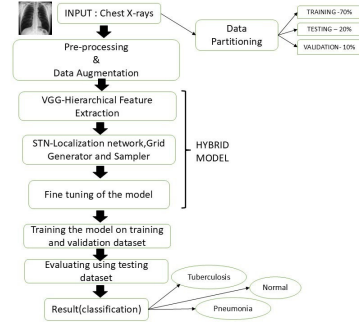 INPUT : Chest X-rays
Data
Partitioning
TRAINING -70%
TESTING – 20%
VALIDATION- 10%
Pre-processing
&
Data Augmentation
VGG-Hierarchical Feature
Extraction
STN-Localization network,Grid
Generator and Sampler
Fine tuning of the model
HYBRID
MODEL
Training the model on training
and validation dataset
Evaluating using testing
dataset
Result(classification)
Tuberculosis
Normal
Pneumonia